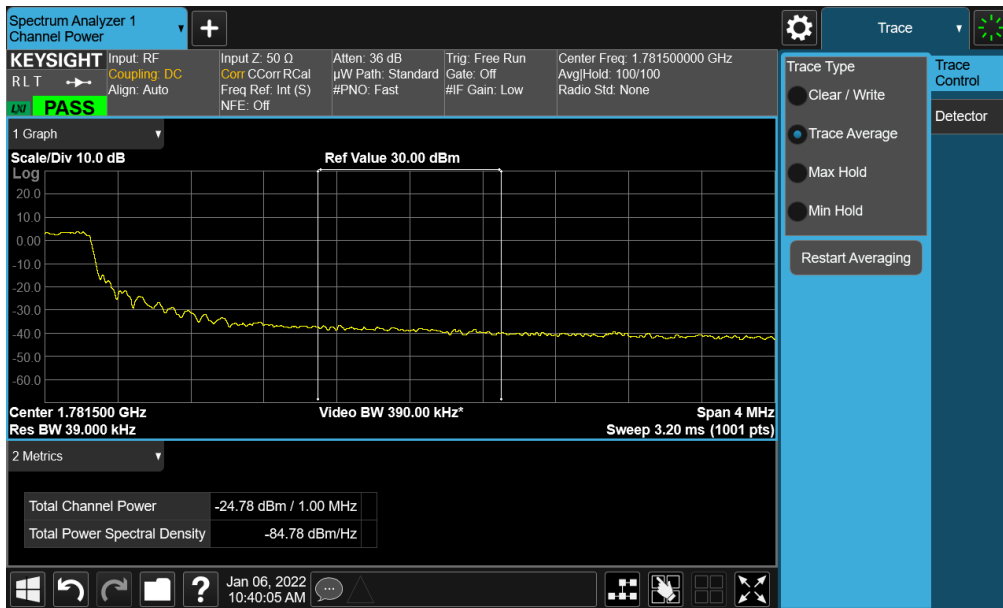 Spectrum Analyzer 1
Channel Power
Trace
KEYSIGHT
RLT
LXI
PASS
Input: RF
Coupling: DC
Align: Auto
Input Z: 50 Ω
Corr CCorr RCal
Freq Ref: Int (S)
NFE: Off
Atten: 36 dB
µW Path: Standard
#PNO: Fast
Trig: Free Run
Gate: Off
#IF Gain: Low
Center Freq: 1.781500000 GHz
Avg|Hold: 100/100
Radio Std: None
1 Graph
Scale/Div 10.0 dB
Ref Value 30.00 dBm
Log
20.0
10.0
0.00
-10.0
-20.0
-30.0
-40.0
-50.0
-60.0
Center 1.781500 GHz
Video BW 390.00 kHz*
Span 4 MHz
Res BW 39.000 kHz
Sweep 3.20 ms (1001 pts)
2 Metrics
Total Channel Power -24.78 dBm / 1.00 MHz
Total Power Spectral Density -84.78 dBm/Hz
Trace Type
Clear / Write
Trace Average
Max Hold
Min Hold
Restart Averaging
Trace
Control
Detector
?
Jan 06, 2022
10:40:05 AM